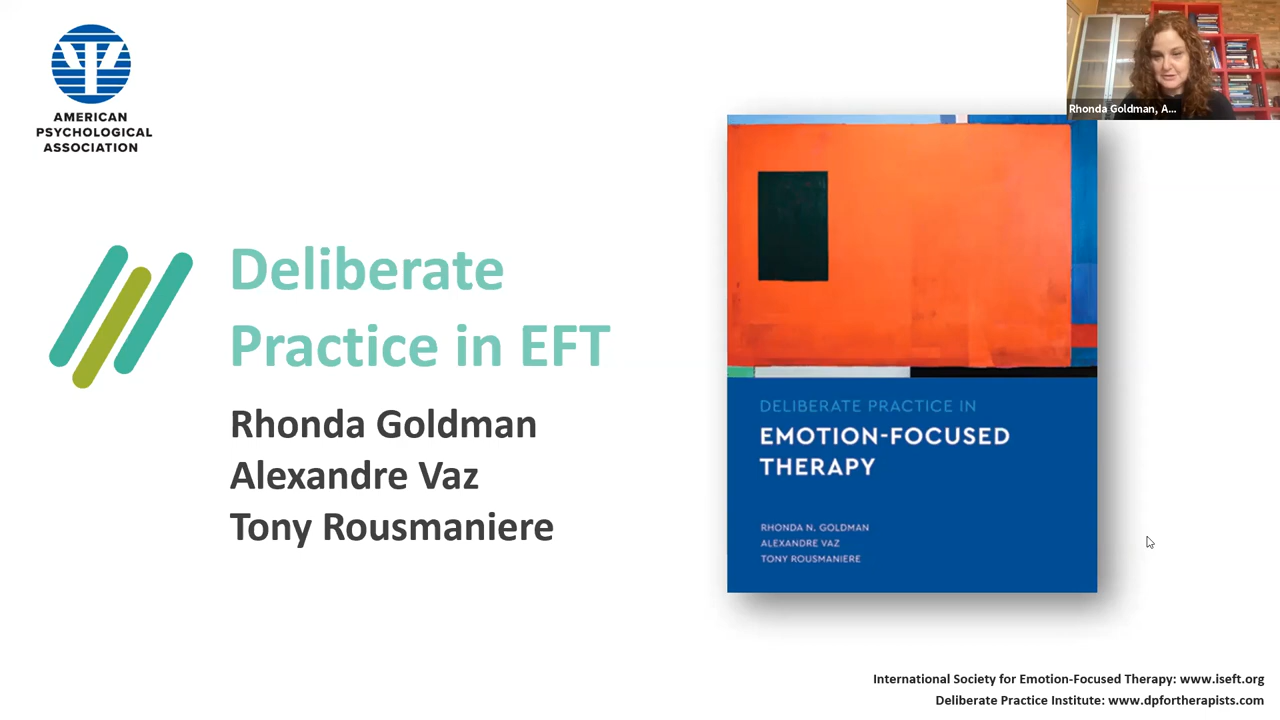 AMERICAN
PSYCHOLOGICAL
ASSOCIATION
Rhonda Goldman, A...
Deliberate
Practice in EFT
Rhonda Goldman
Alexandre Vaz
Tony Rousmaniere
DELIBERATE PRACTICE IN
EMOTION-FOCUSED
THERAPY
RHONDA N. GOLDMAN
ALEXANDRE VAZ
TONY ROUSMANIERE
International Society for Emotion-Focused Therapy: www.iseft.org
Deliberate Practice Institute: www.dpfortherapists.com